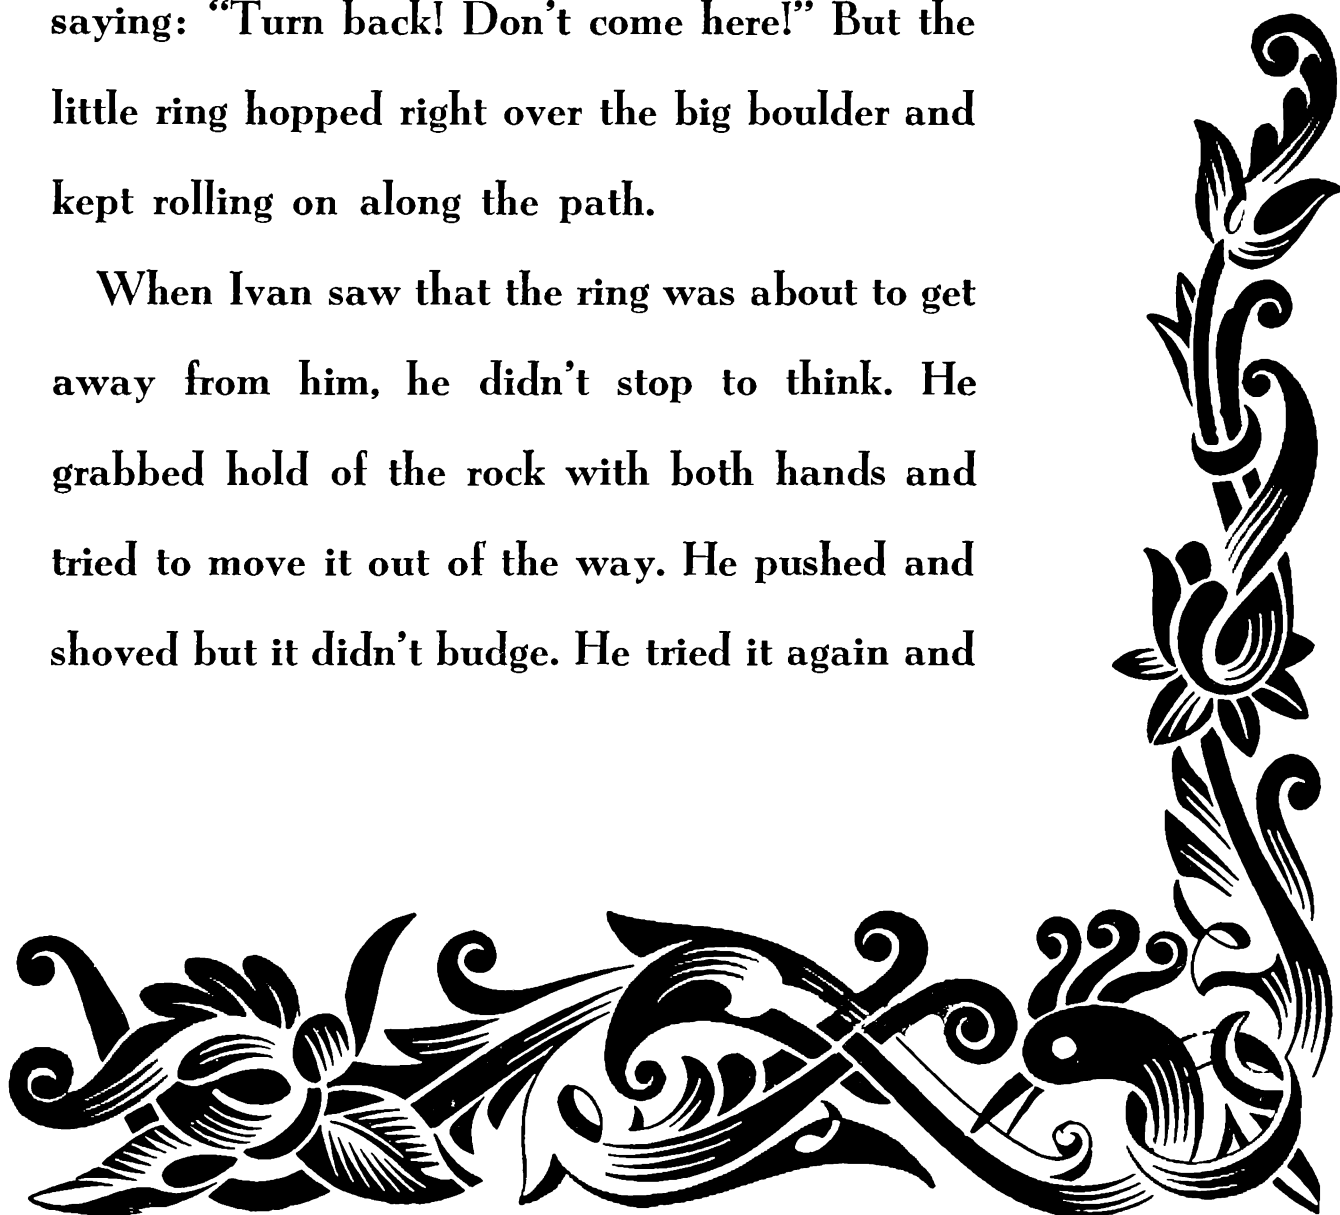 saying: “Turn back! Don’t come here!” But the
little ring hopped right over the big boulder and
kept rolling on along the path.
When Ivan saw that the ring was about to get
away from him, he didn’t stop to think. He
grabbed hold of the rock with both hands and
tried to move it out of the way. He pushed and
shoved but it didn’t budge. He tried it again and